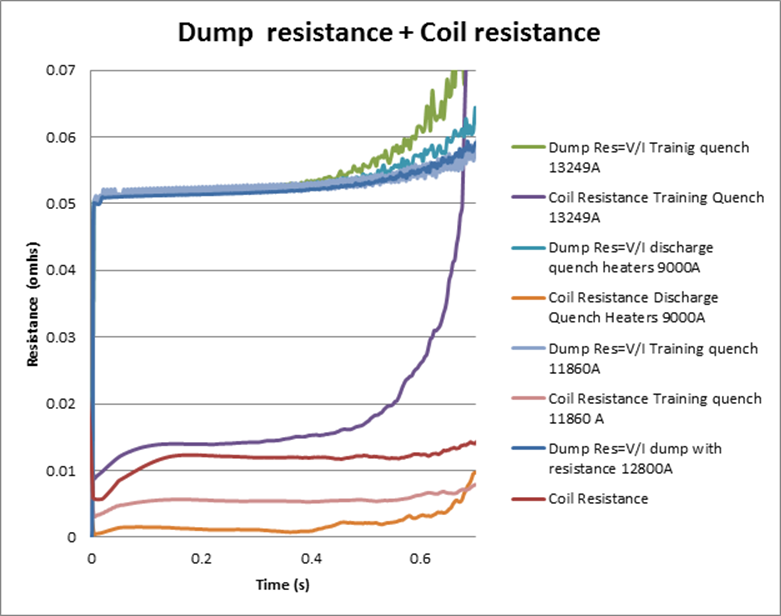 Dump resistance + Coil resistance
0.07
0.06
0.05
0.04
0.03
0.02
0.01
0
Resistance (omhs)
0
0.2
0.4
0.6
Time (s)
Dump Res=V/I Trainig quench
13249A
Coil Resistance Training Quench
13249A
Dump Res=V/I discharge
quench heaters 9000A
Coil Resistance Discharge
Quench Heaters 9000A
Dump Res=V/I Training quench
11860A
Coil Resistance Training quench
11860 A
Dump Res=V/I dump with
resistance 12800A
Coil Resistance